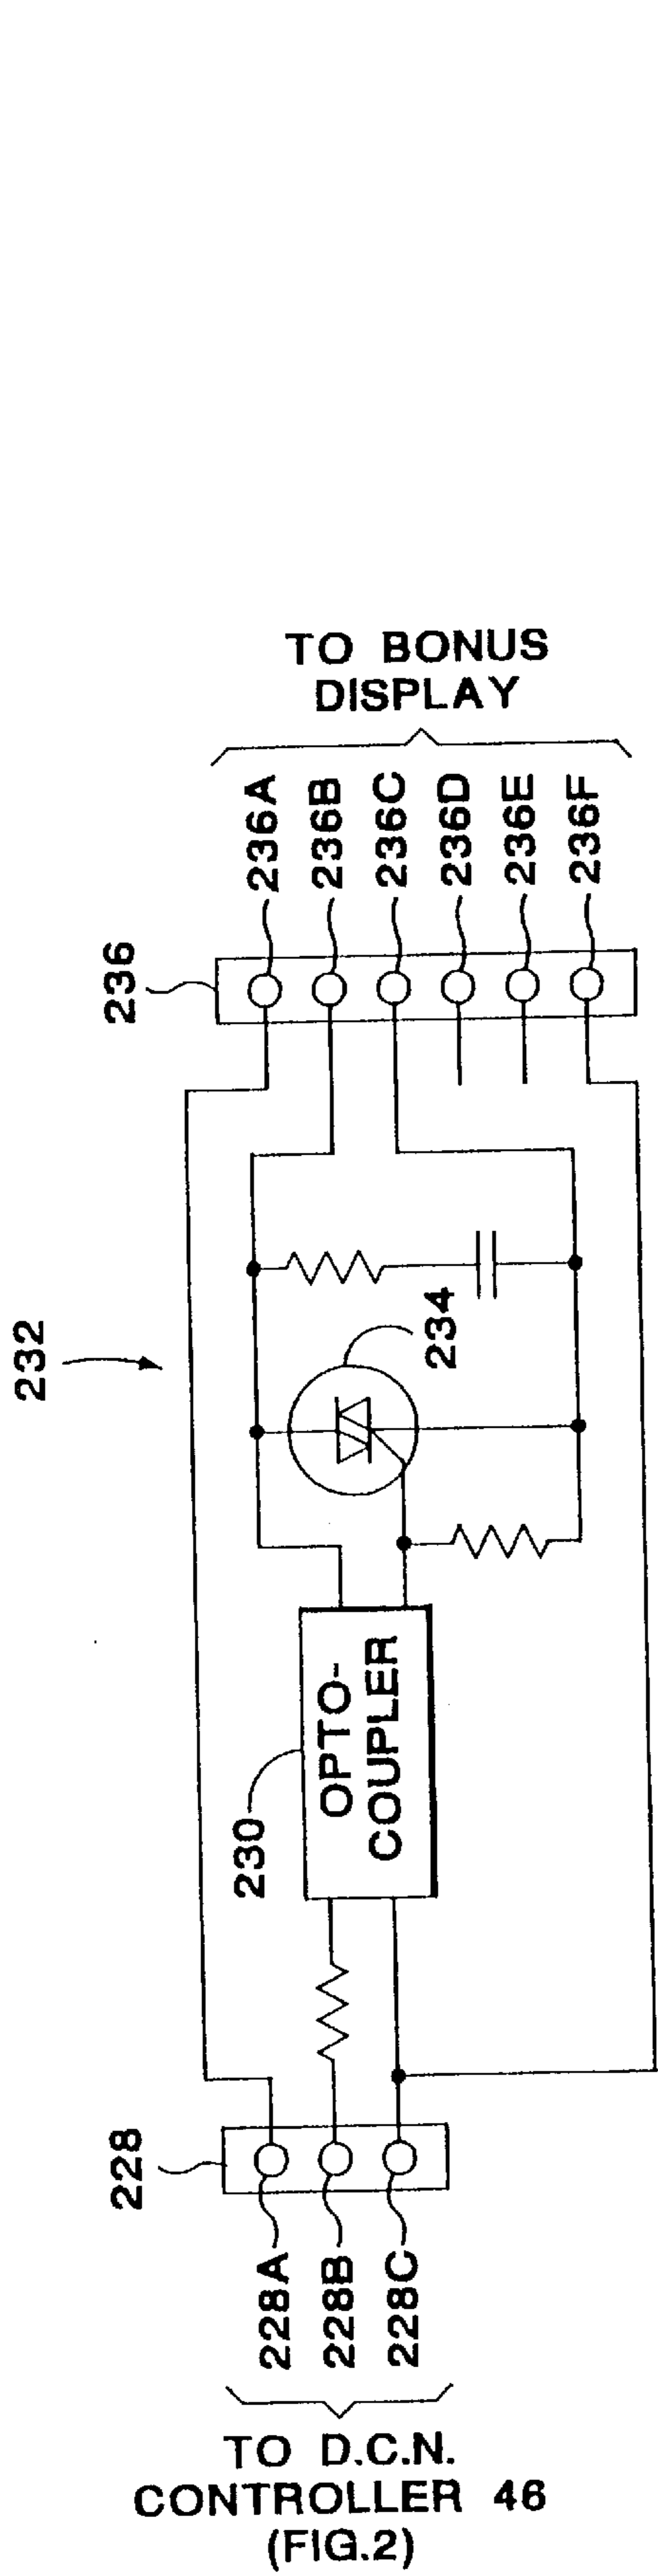 TO D.C.N.
CONTROLLER 46
(FIG.2)
228A
228B
228C
228
230
OPTO-
COUPLER
232
234
236
236A
236B
236C
236D
236E
236F
TO BONUS
DISPLAY